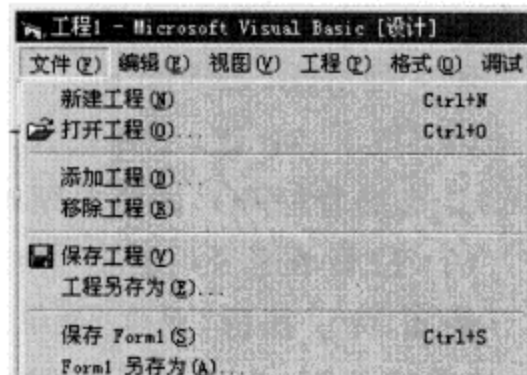 工程1 - Microsoft Visual Basic [设计]
文件(F) 编辑(E) 视图(V) 工程(P) 格式(O) 调试
新建工程(N) Ctrl+N
打开工程(O)... Ctrl+O
添加工程(D)...
移除工程(R)
保存工程(V)
工程另存为(E)...
保存 Form1(S) Ctrl+S
Form1 另存为(A)...